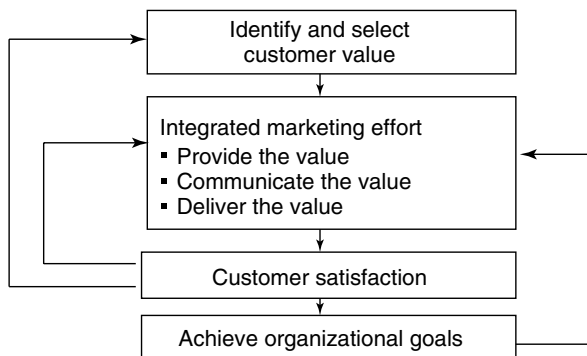 Identify and select
customer value
Integrated marketing effort
▪ Provide the value
▪ Communicate the value
▪ Deliver the value
Customer satisfaction
Achieve organizational goals